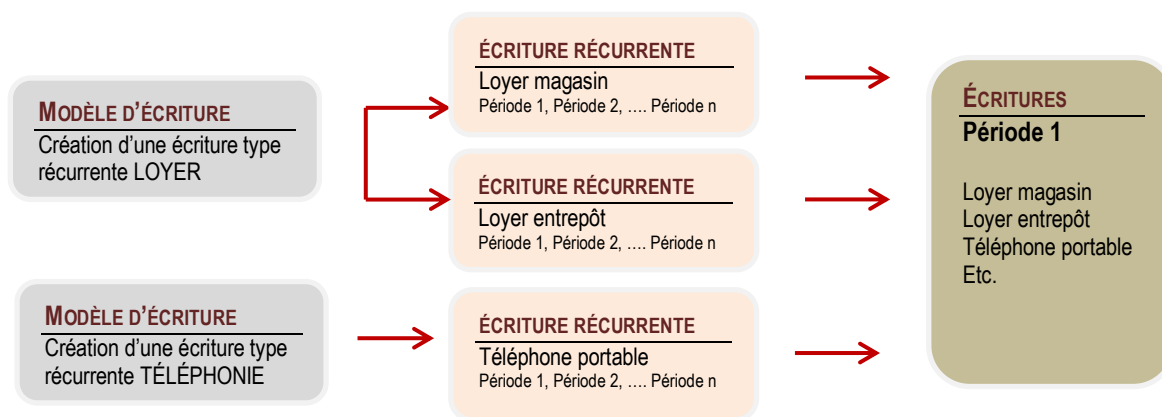 MODÈLE D'ÉCRITURE
Création d'une écriture type
récurrente LOYER
MODÈLE D'ÉCRITURE
Création d'une écriture type
récurrente TÉLÉPHONIE
ÉCRITURE RÉCURRENTE
Loyer magasin
Période 1, Période 2, .... Période n
ÉCRITURE RÉCURRENTE
Loyer entrepôt
Période 1, Période 2, .... Période n
ÉCRITURE RÉCURRENTE
Téléphone portable
Période 1, Période 2, .... Période n
ÉCRITURES
Période 1
Loyer magasin
Loyer entrepôt
Téléphone portable
Etc.